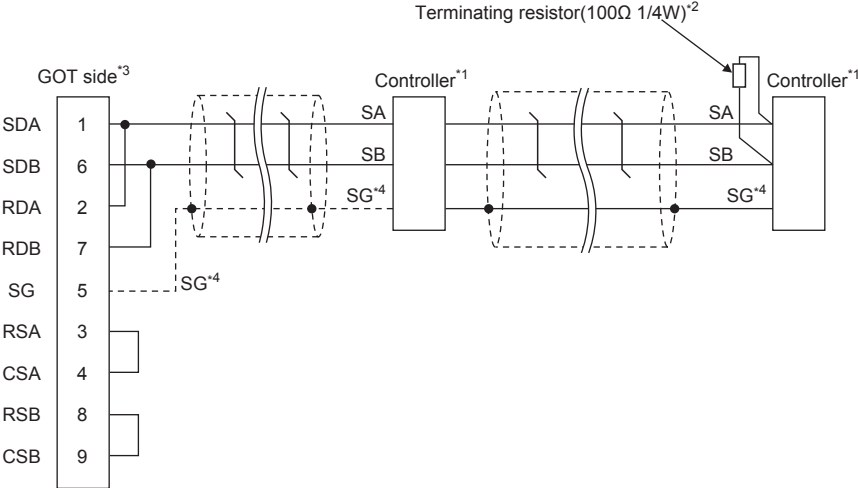 Terminating resistor(100Ω 1/4W)*2
GOT side*3
Controller*1
Controller*1
SDA 1
SA
SA
SDB 6
SB
SB
RDA 2
SG*4
SG*4
RDB 7
SG 5
SG*4
RSA 3
CSA 4
RSB 8
CSB 9